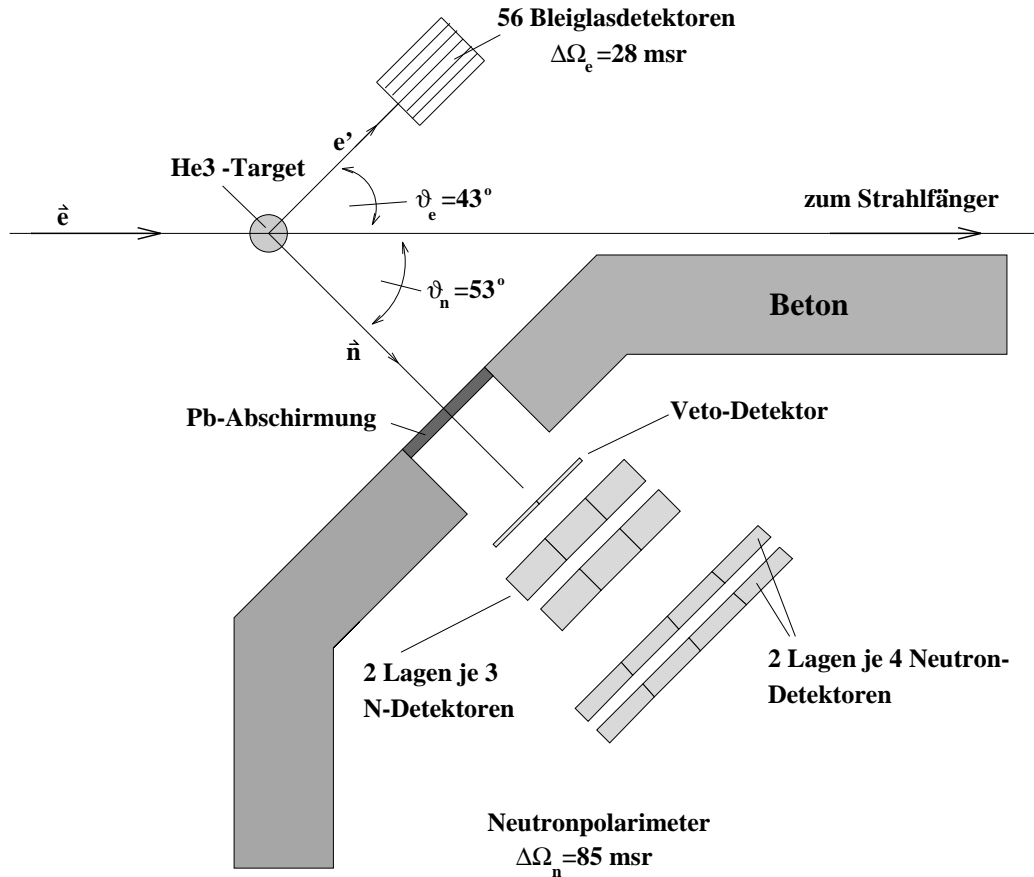 56 Bleiglasdetektoren
ΔΩe=28 msr
e’
He3 -Target
ϑe=43°
e⃗
zum Strahlfänger
ϑn=53°
Beton
n⃗
Pb-Abschirmung
Veto-Detektor
2 Lagen je 3
N-Detektoren
2 Lagen je 4 Neutron-
Detektoren
Neutronpolarimeter
ΔΩn=85 msr